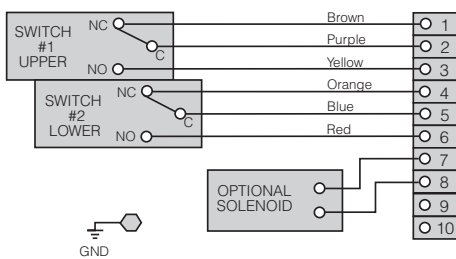 SWITCH
#1
UPPER
NC
C
NO
Brown
Purple
Yellow
1
2
3
SWITCH
#2
LOWER
NC
C
NO
Orange
Blue
Red
4
5
6
OPTIONAL
SOLENOID
7
8
9
10
GND